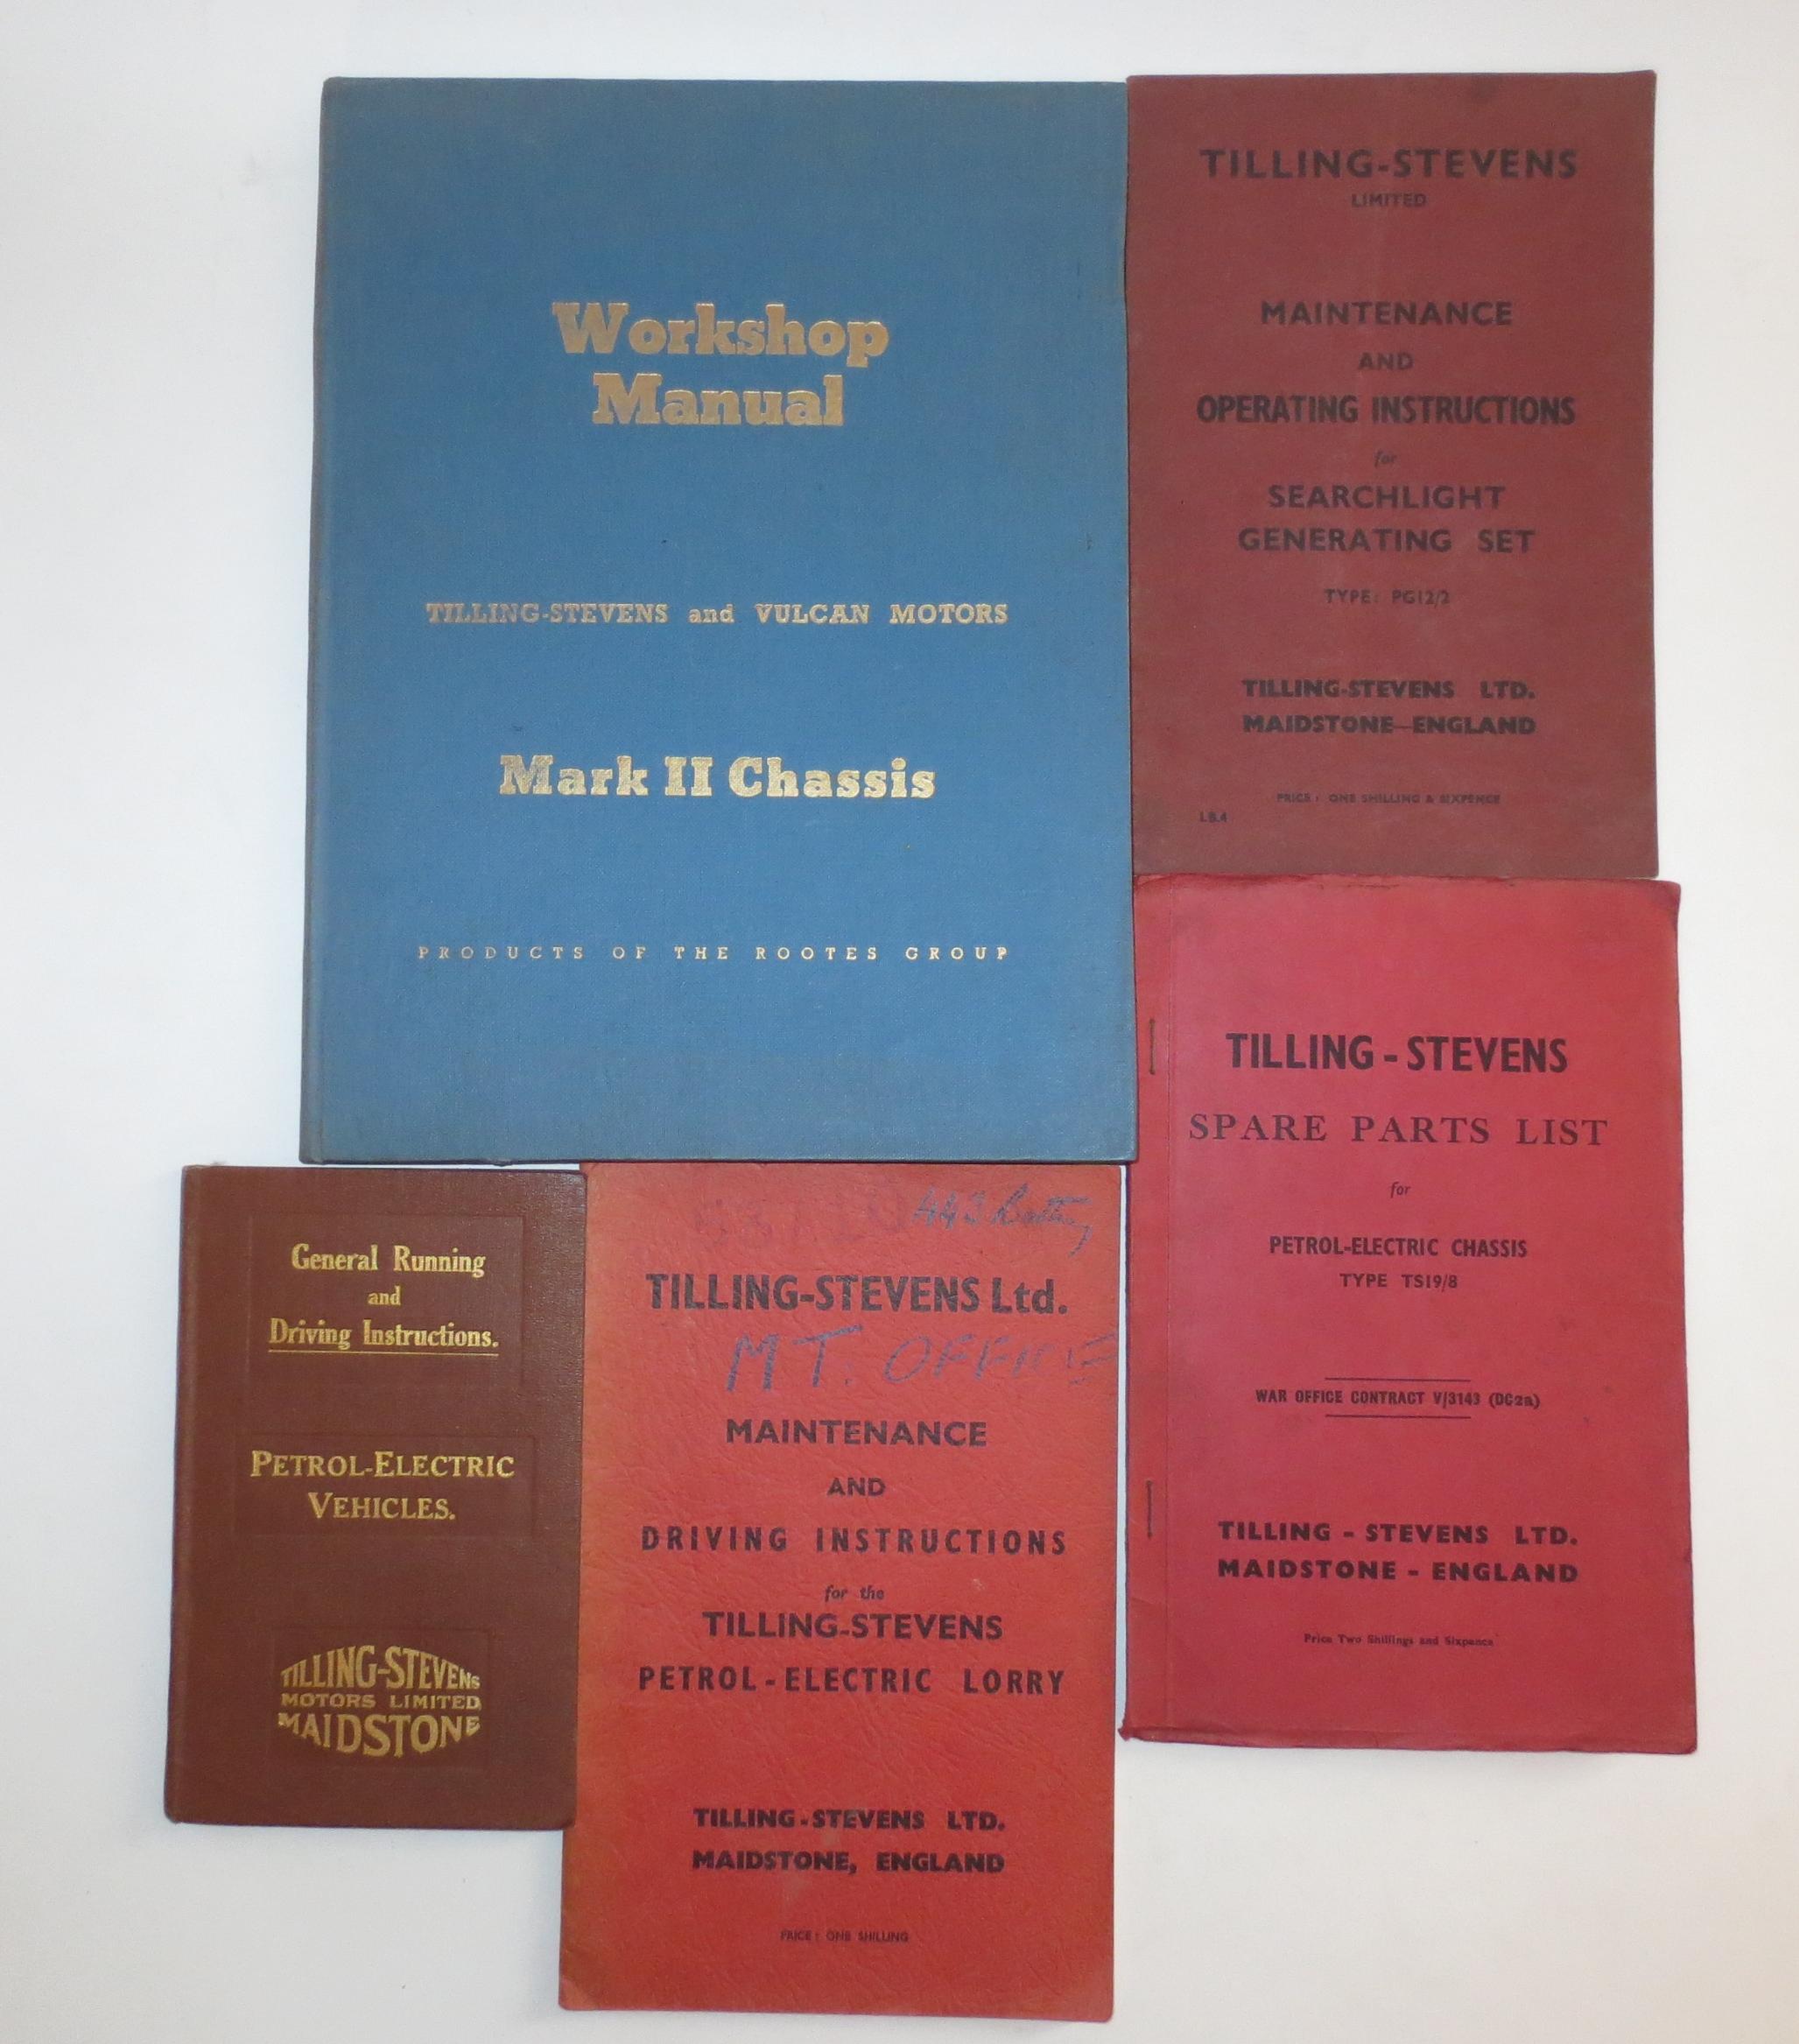 Workshop
Manual
TILLING-STEVENS and VULCAN MOTORS
Mark II Chassis
PRODUCTS OF THE ROOTES GROUP
TILLING-STEVENS
LIMITED
MAINTENANCE
AND
OPERATING INSTRUCTIONS
for
SEARCHLIGHT
GENERATING SET
TYPE: PG12/2
TILLING-STEVENS LTD.
MAIDSTONE-ENGLAND
PRICE: ONE SHILLING & SIXPENCE
I.B.4
TILLING-STEVENS
SPARE PARTS LIST
for
PETROL-ELECTRIC CHASSIS
TYPE TS19/8
WAR OFFICE CONTRACT V/3143 (DG2a)
TILLING-STEVENS LTD.
MAIDSTONE-ENGLAND
Price Two Shillings and Sixpence
General Running
and
Driving Instructions.
PETROL-ELECTRIC
VEHICLES.
TILLING-STEVENS
MOTORS LIMITED
MAIDSTONE
443 Battery
TILLING-STEVENS Ltd.
MT. OFFICE
MAINTENANCE
AND
DRIVING INSTRUCTIONS
for the
TILLING-STEVENS
PETROL-ELECTRIC LORRY
TILLING-STEVENS LTD.
MAIDSTONE, ENGLAND
PRICE: ONE SHILLING